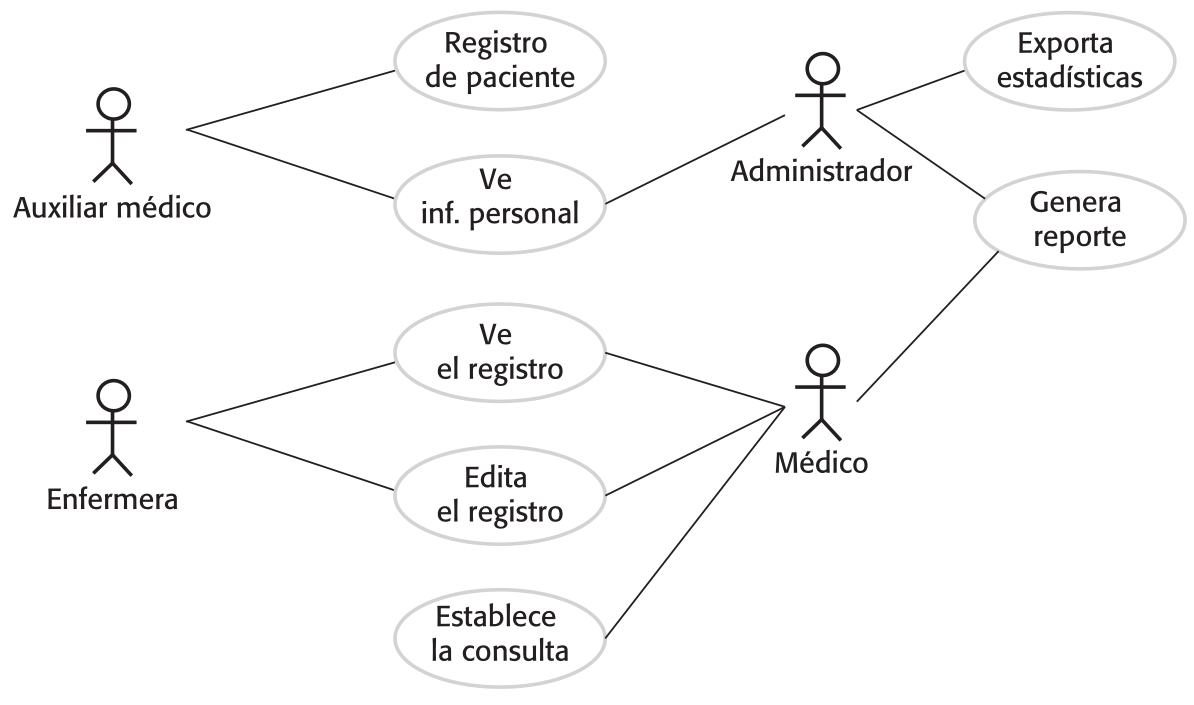 Registro
de paciente
Exporta
estadísticas
Auxiliar médico
Administrador
Ve
inf. personal
Genera
reporte
Ve
el registro
Enfermera
Médico
Edita
el registro
Establece
la consulta